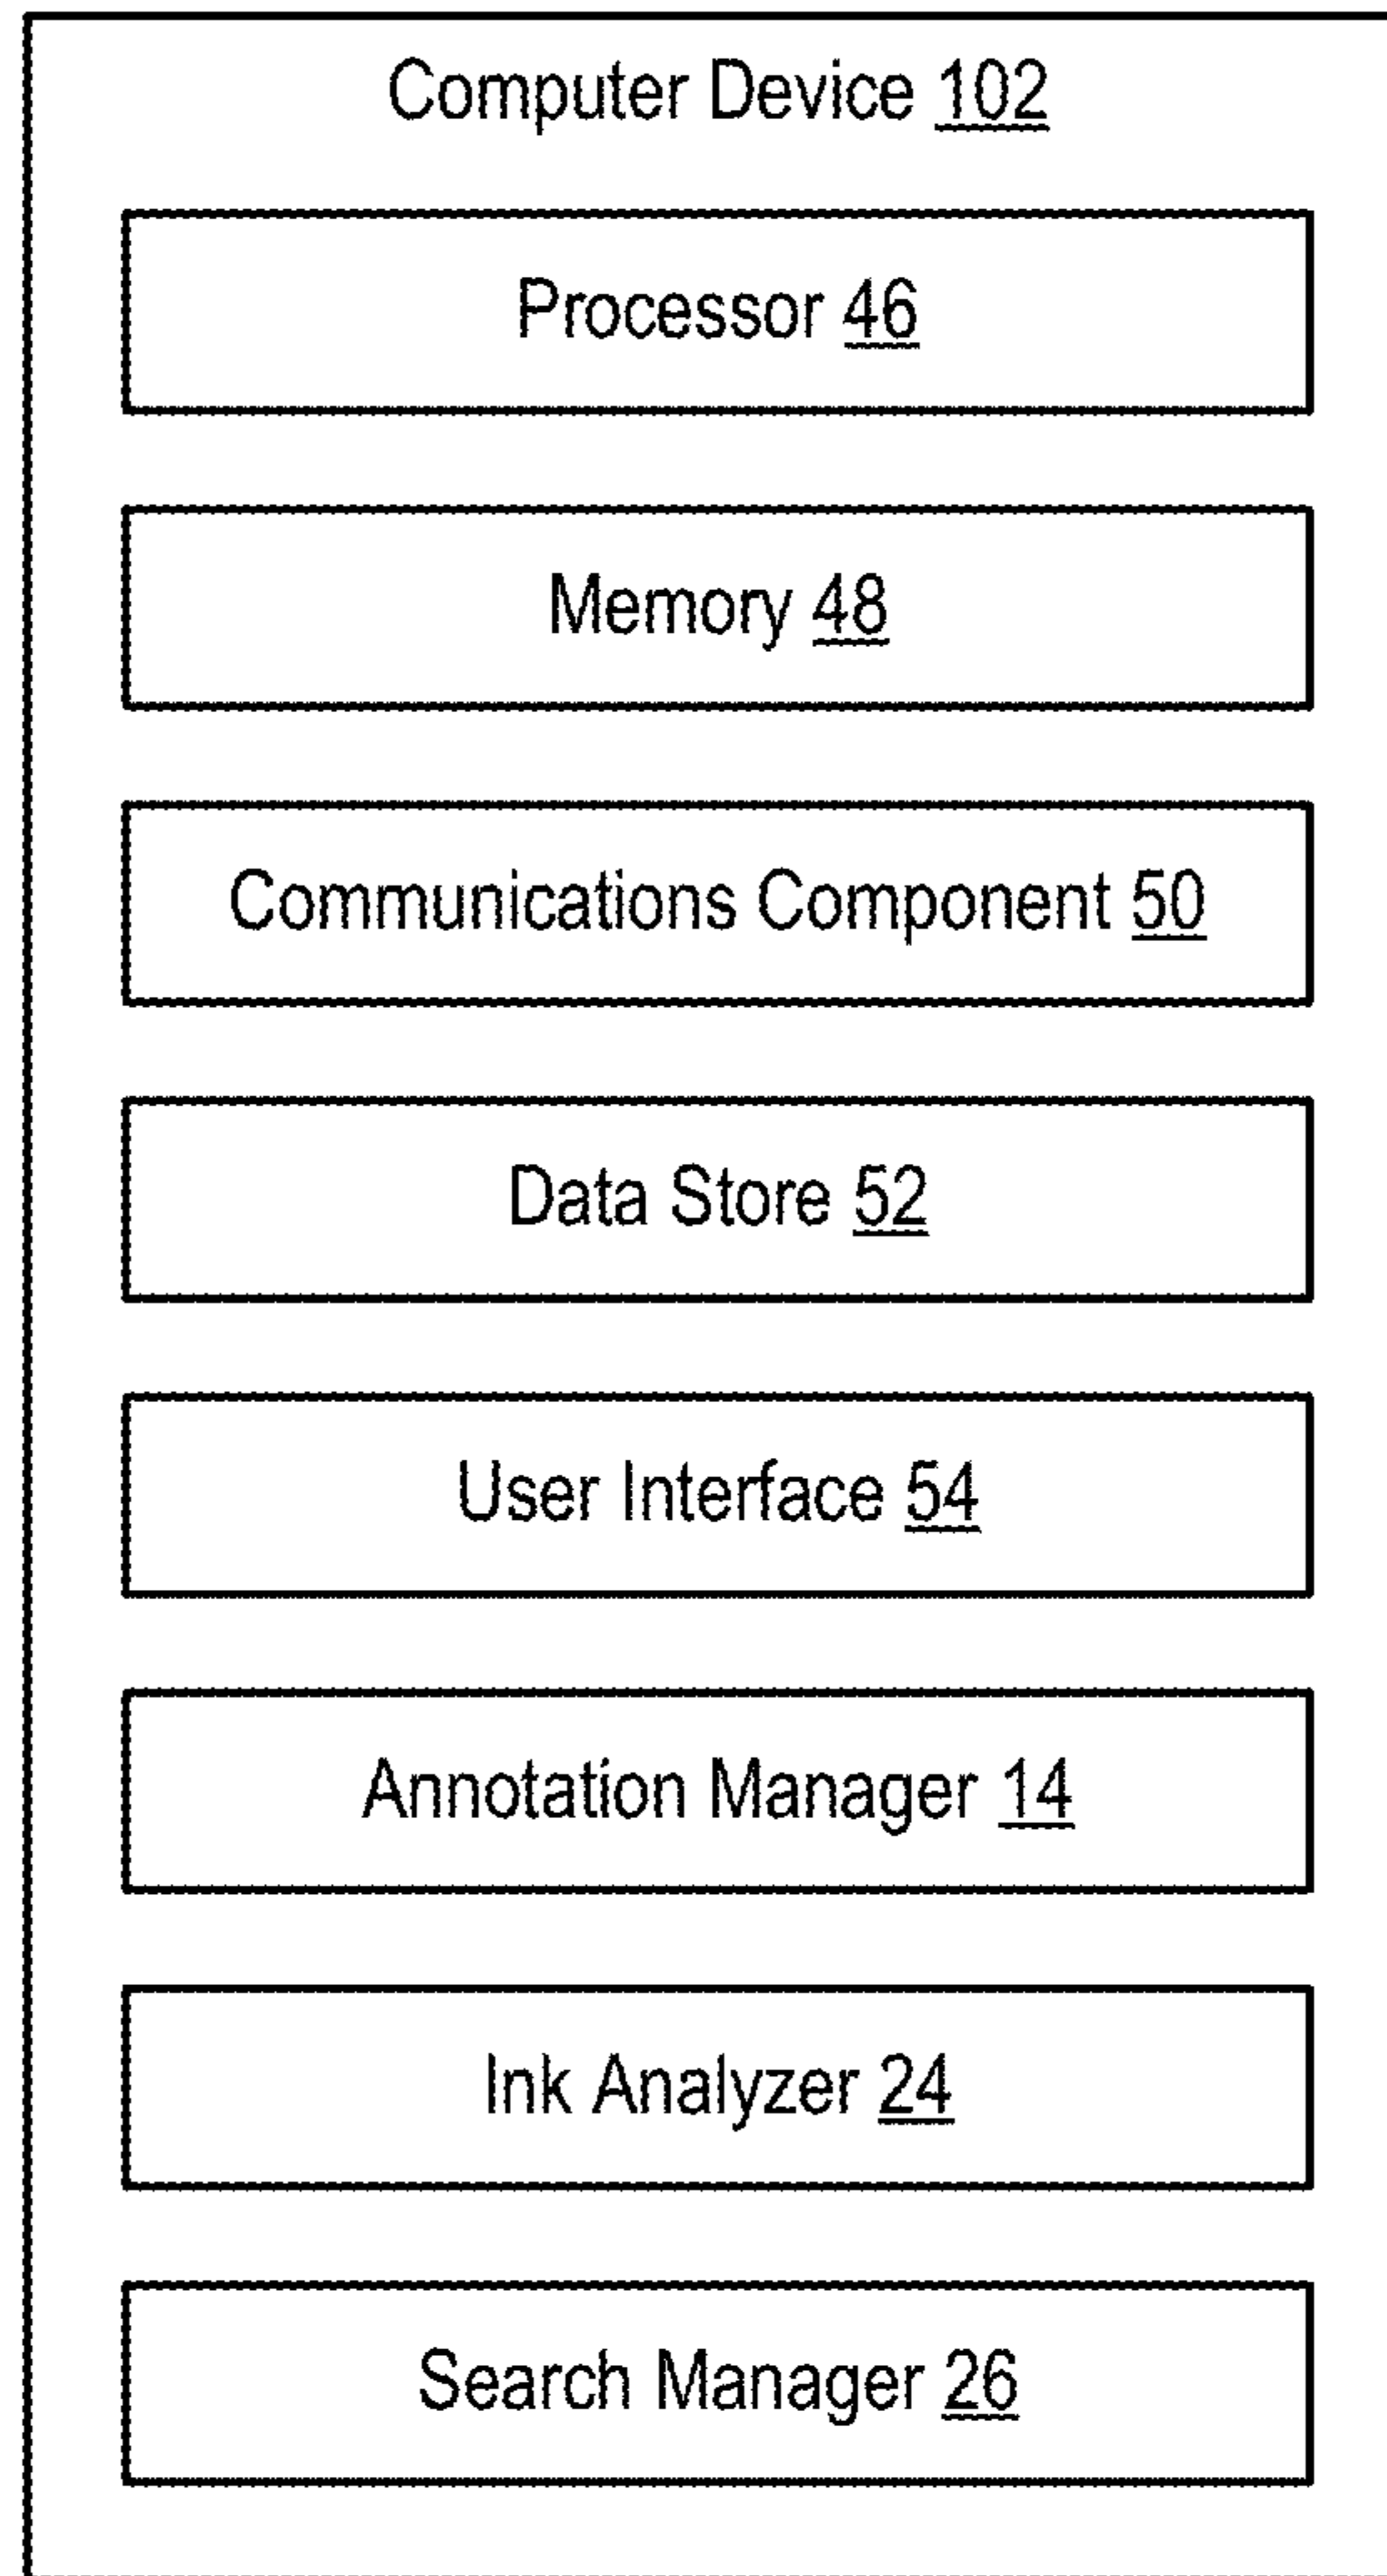 Computer Device 102
Processor 46
Memory 48
Communications Component 50
Data Store 52
User Interface 54
Annotation Manager 14
Ink Analyzer 24
Search Manager 26